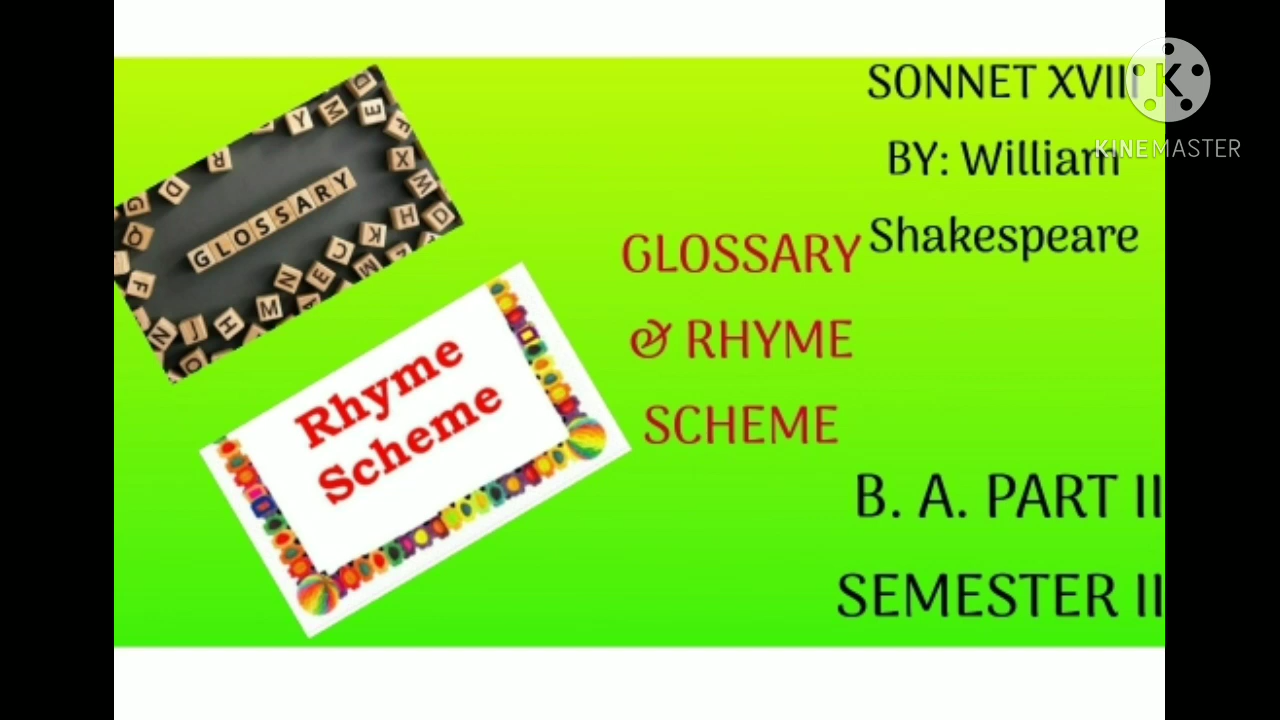 SONNET XVIII
BY: William
Shakespeare
KINEMASTER
GLOSSARY
& RHYME
SCHEME
GLOSSARY
Rhyme
Scheme
B. A. PART II
SEMESTER II